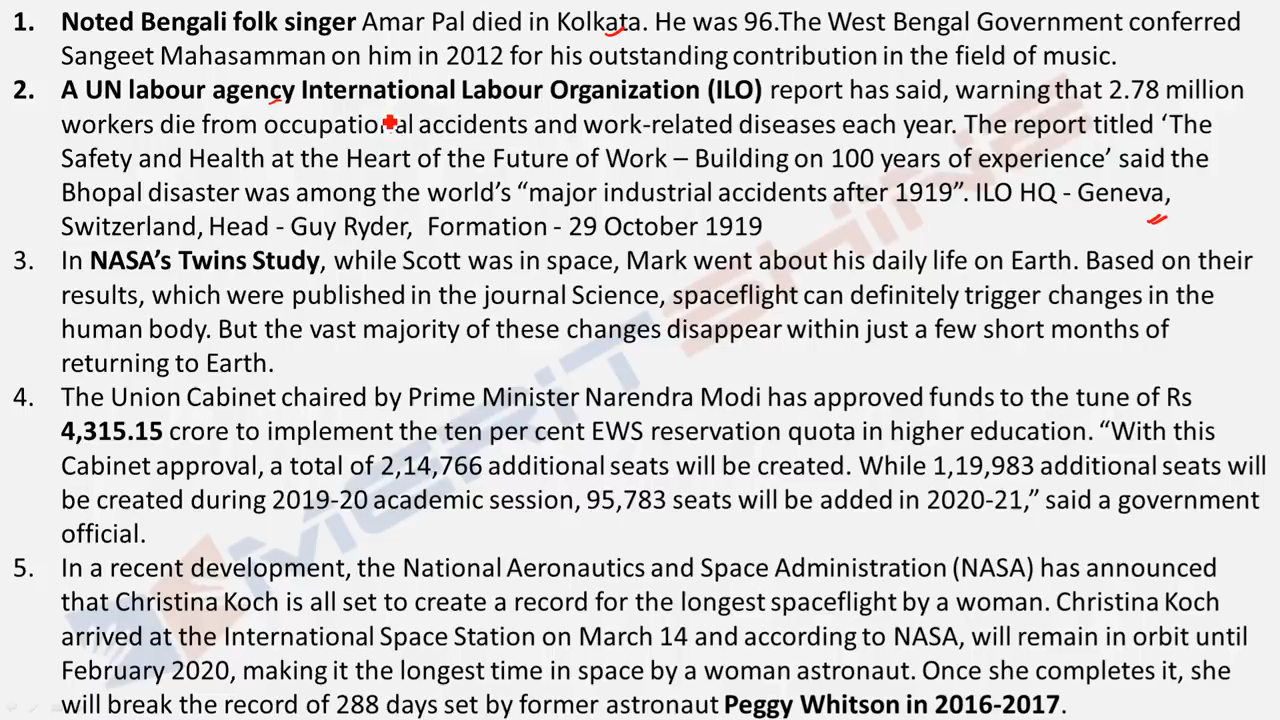 1. Noted Bengali folk singer Amar Pal died in Kolkata. He was 96.The West Bengal Government conferred
Sangeet Mahasamman on him in 2012 for his outstanding contribution in the field of music.
2. A UN labour agency International Labour Organization (ILO) report has said, warning that 2.78 million
workers die from occupational accidents and work-related diseases each year. The report titled ‘The
Safety and Health at the Heart of the Future of Work – Building on 100 years of experience’ said the
Bhopal disaster was among the world’s “major industrial accidents after 1919”. ILO HQ - Geneva,
Switzerland, Head - Guy Ryder, Formation - 29 October 1919
3. In NASA’s Twins Study, while Scott was in space, Mark went about his daily life on Earth. Based on their
results, which were published in the journal Science, spaceflight can definitely trigger changes in the
human body. But the vast majority of these changes disappear within just a few short months of
returning to Earth.
4. The Union Cabinet chaired by Prime Minister Narendra Modi has approved funds to the tune of Rs
4,315.15 crore to implement the ten per cent EWS reservation quota in higher education. “With this
Cabinet approval, a total of 2,14,766 additional seats will be created. While 1,19,983 additional seats will
be created during 2019-20 academic session, 95,783 seats will be added in 2020-21,” said a government
official.
5. In a recent development, the National Aeronautics and Space Administration (NASA) has announced
that Christina Koch is all set to create a record for the longest spaceflight by a woman. Christina Koch
arrived at the International Space Station on March 14 and according to NASA, will remain in orbit until
February 2020, making it the longest time in space by a woman astronaut. Once she completes it, she
will break the record of 288 days set by former astronaut Peggy Whitson in 2016-2017.
MERIT SHINE